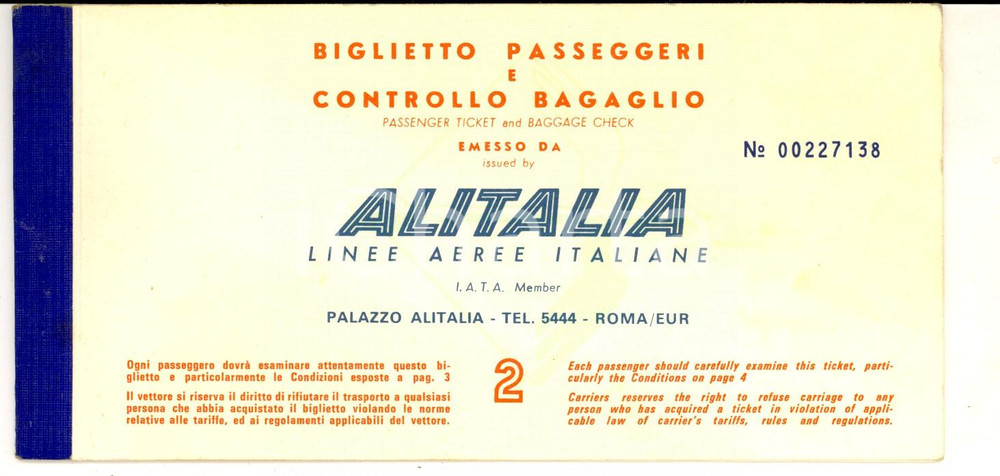 BIGLIETTO PASSEGGERI
E
CONTROLLO BAGAGLIO
PASSENGER TICKET and BAGGAGE CHECK
EMESSO DA
issued by
№ 00227138
ALITALIA
LINEE AEREE ITALIANE
I.A.T.A. Member
PALAZZO ALITALIA - TEL. 5444 - ROMA/EUR
Ogni passeggero dovrà esaminare attentamente questo bi-
glietto e particolarmente le Condizioni esposte a pag. 3
Il vettore si riserva il diritto di rifiutare il trasporto a qualsiasi
persona che abbia acquistato il biglietto violando le norme
relative alle tariffe, ed ai regolamenti applicabili del vettore.
2
Each passenger should carefully examine this ticket, parti-
cularly the Conditions on page 4
Carriers reserves the right to refuse carriage to any
person who has acquired a ticket in violation of appli-
cable law of carrier's tariffs, rules and regulations.